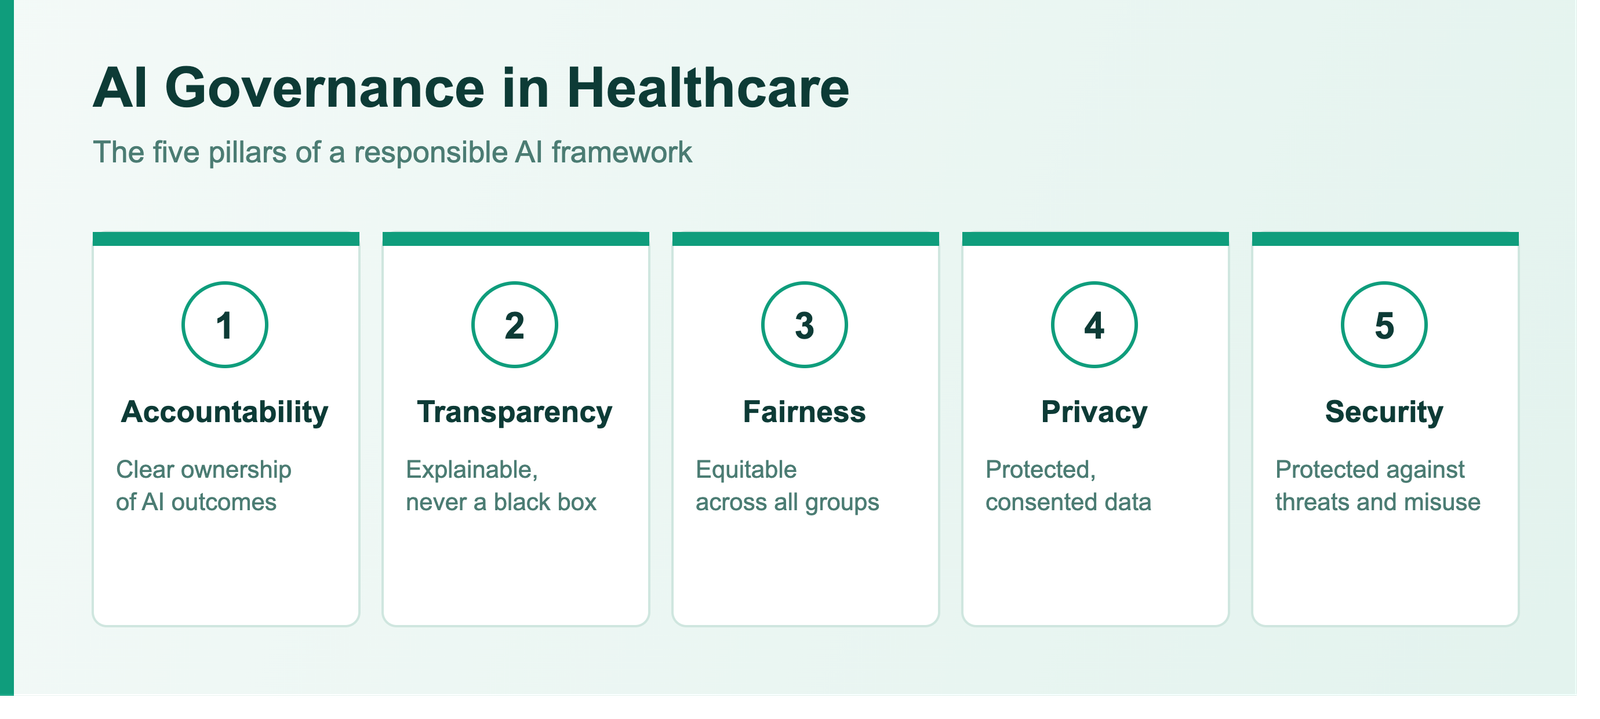 AI Governance in Healthcare
The five pillars of a responsible AI framework
1
Accountability
Clear ownership
of AI outcomes
2
Transparency
Explainable,
never a black box
3
Fairness
Equitable
across all groups
4
Privacy
Protected,
consented data
5
Security
Protected against
threats and misuse